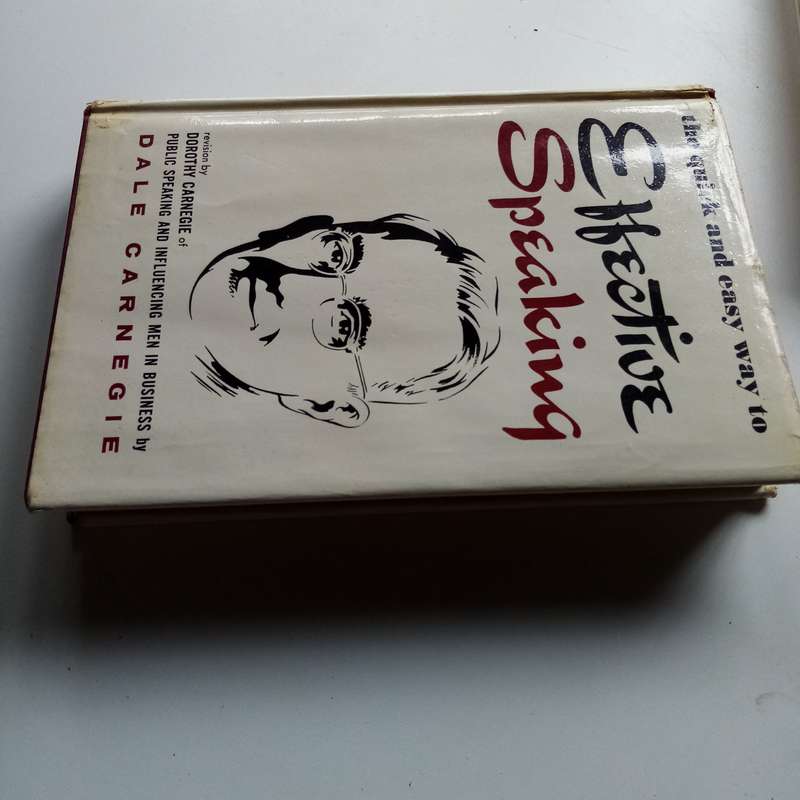 the quick and easy way to
Effective
Speaking
revision by
DOROTHY CARNEGIE of
PUBLIC SPEAKING AND INFLUENCING MEN IN BUSINESS by
DALE CARNEGIE